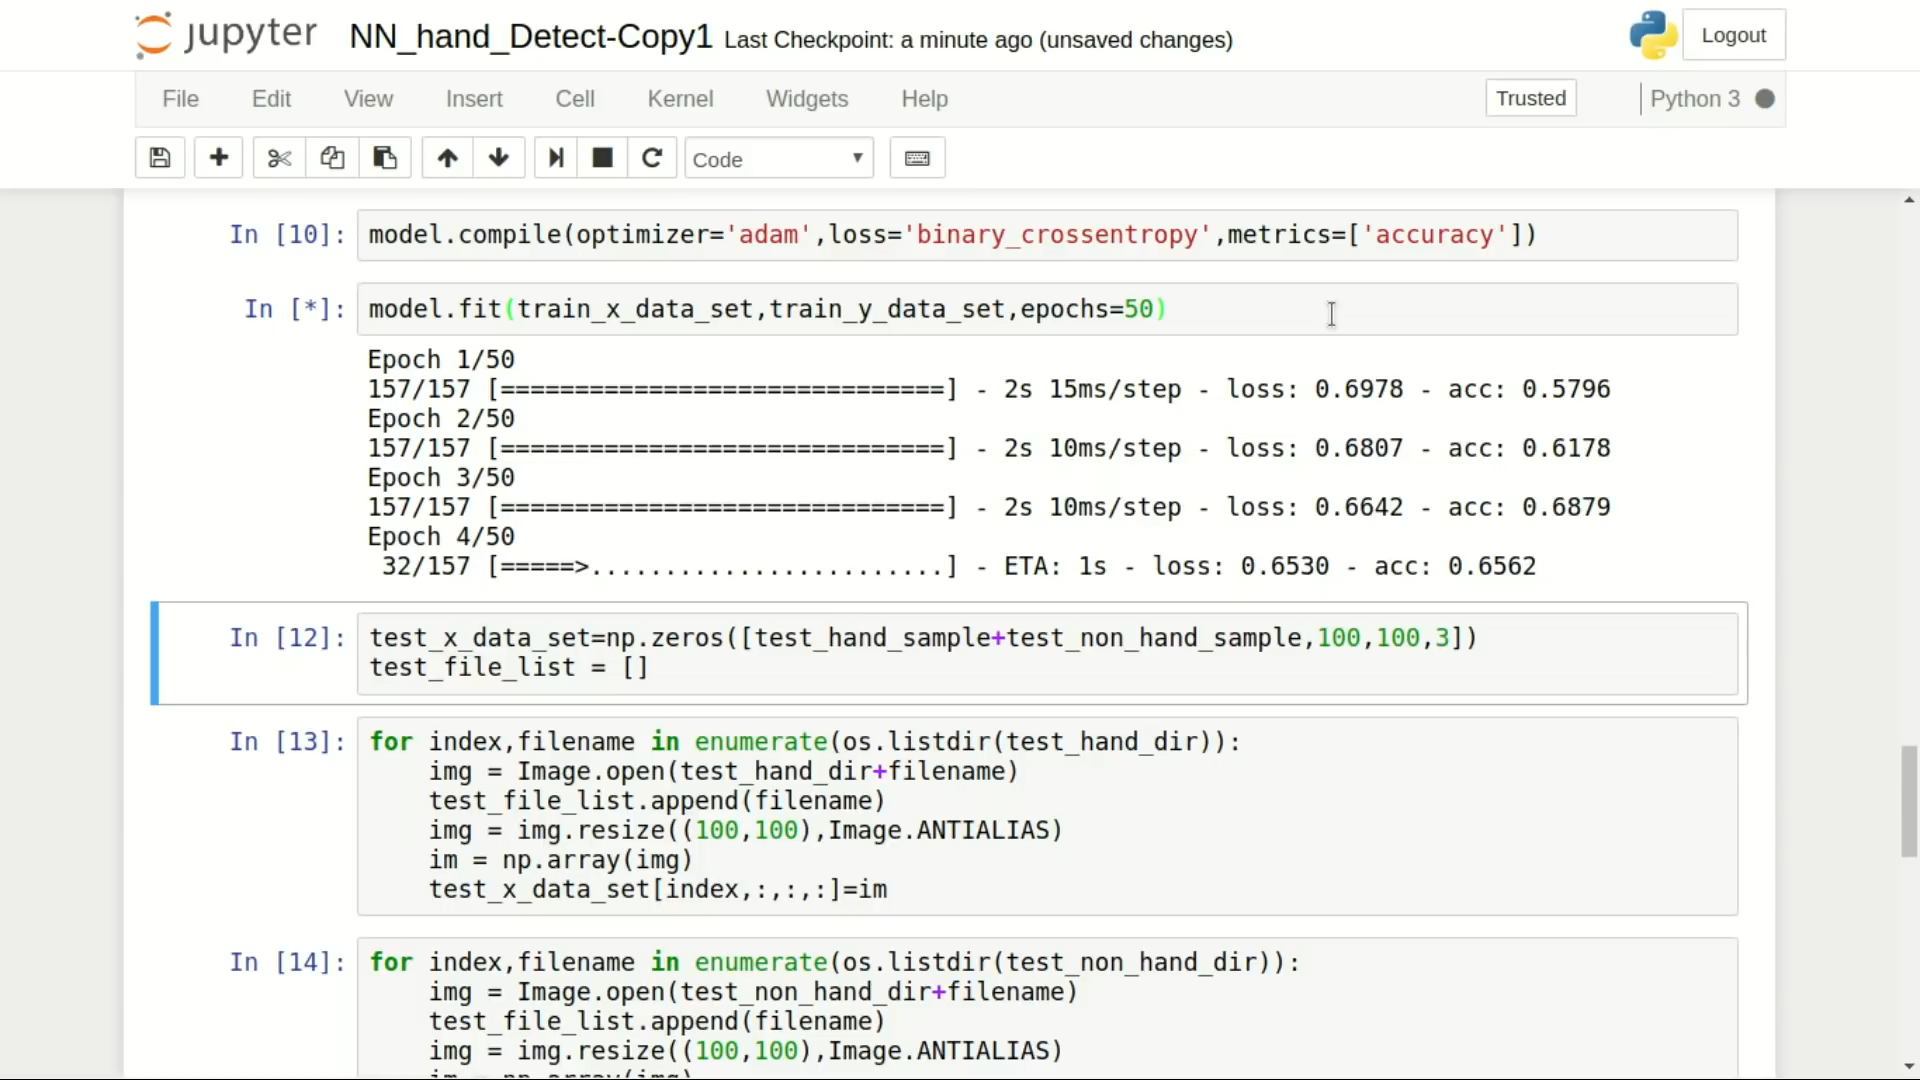 jupyter NN_hand_Detect-Copy1 Last Checkpoint: a minute ago (unsaved changes) Logout
File Edit View Insert Cell Kernel Widgets Help Trusted Python 3
Code
In [10]: model.compile(optimizer='adam',loss='binary_crossentropy',metrics=['accuracy'])
In [*]: model.fit(train_x_data_set,train_y_data_set,epochs=50)
Epoch 1/50
157/157 [==============================] - 2s 15ms/step - loss: 0.6978 - acc: 0.5796
Epoch 2/50
157/157 [==============================] - 2s 10ms/step - loss: 0.6807 - acc: 0.6178
Epoch 3/50
157/157 [==============================] - 2s 10ms/step - loss: 0.6642 - acc: 0.6879
Epoch 4/50
 32/157 [=====>........................] - ETA: 1s - loss: 0.6530 - acc: 0.6562
In [12]: test_x_data_set=np.zeros([test_hand_sample+test_non_hand_sample,100,100,3])
test_file_list = []
In [13]: for index,filename in enumerate(os.listdir(test_hand_dir)):
    img = Image.open(test_hand_dir+filename)
    test_file_list.append(filename)
    img = img.resize((100,100),Image.ANTIALIAS)
    im = np.array(img)
    test_x_data_set[index,:,:,:]=im
In [14]: for index,filename in enumerate(os.listdir(test_non_hand_dir)):
    img = Image.open(test_non_hand_dir+filename)
    test_file_list.append(filename)
    img = img.resize((100,100),Image.ANTIALIAS)